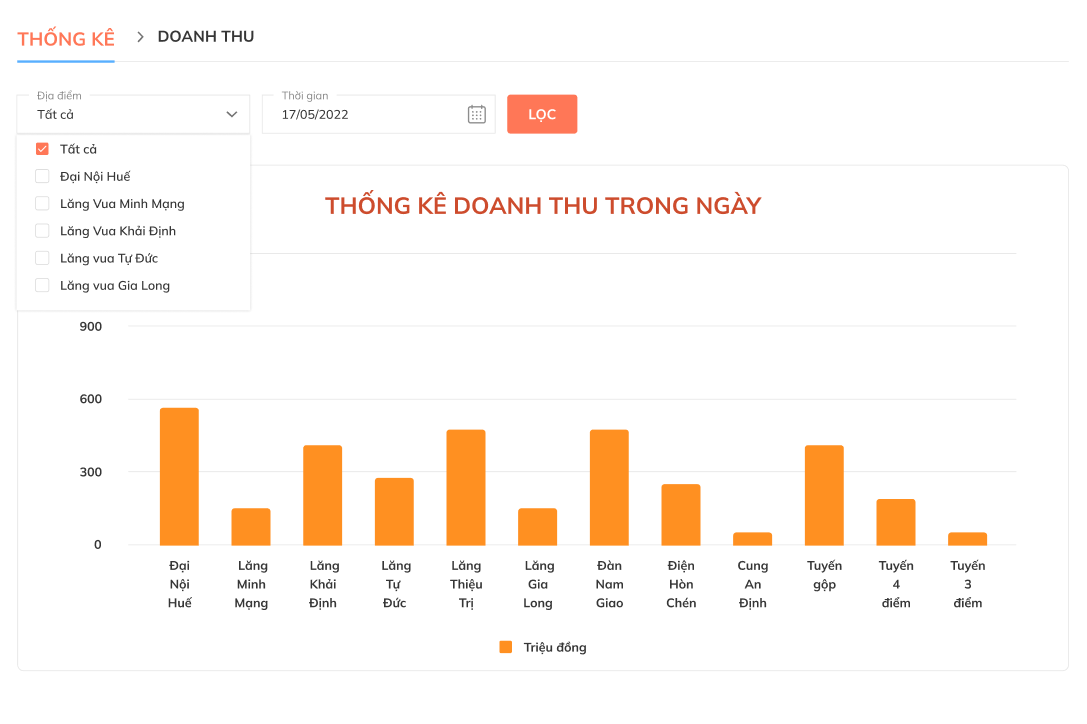 THỐNG KÊ > DOANH THU
Địa điểm
Tất cả
Thời gian
17/05/2022
LỌC
Tất cả
Đại Nội Huế
Lăng Vua Minh Mạng
Lăng Vua Khải Định
Lăng vua Tự Đức
Lăng vua Gia Long
THỐNG KÊ DOANH THU TRONG NGÀY
900
600
300
0
Đại Nội Huế
Lăng Minh Mạng
Lăng Khải Định
Lăng Tự Đức
Lăng Thiệu Trị
Lăng Gia Long
Đàn Nam Giao
Điện Hòn Chén
Cung An Định
Tuyến gộp
Tuyến 4 điểm
Tuyến 3 điểm
Triệu đồng